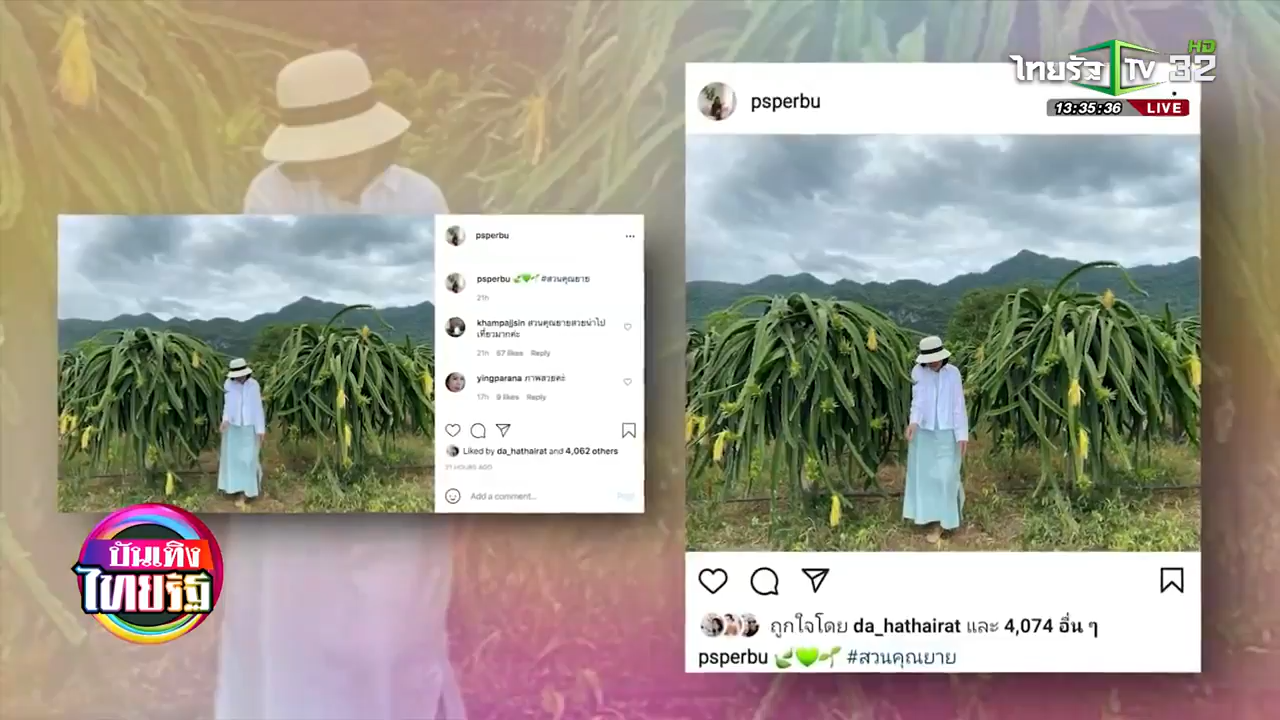 ไทยรัฐ TV HD 32
13:35:36 LIVE
psperbu
psperbu 🍃💚🌱 #สวนคุณยาย
21h
khampajjsin สวนคุณยายสวยน่าไป
เที่ยวมากค่ะ
21h 67 likes Reply
yingparana ภาพสวยค่ะ
17h 9 likes Reply
Liked by da_hathairat and 4,062 others
21 HOURS AGO
Add a comment...
Post
บันเทิง
ไทยรัฐ
psperbu
ถูกใจโดย da_hathairat และ 4,074 อื่น ๆ
psperbu 🍃💚🌱 #สวนคุณยาย